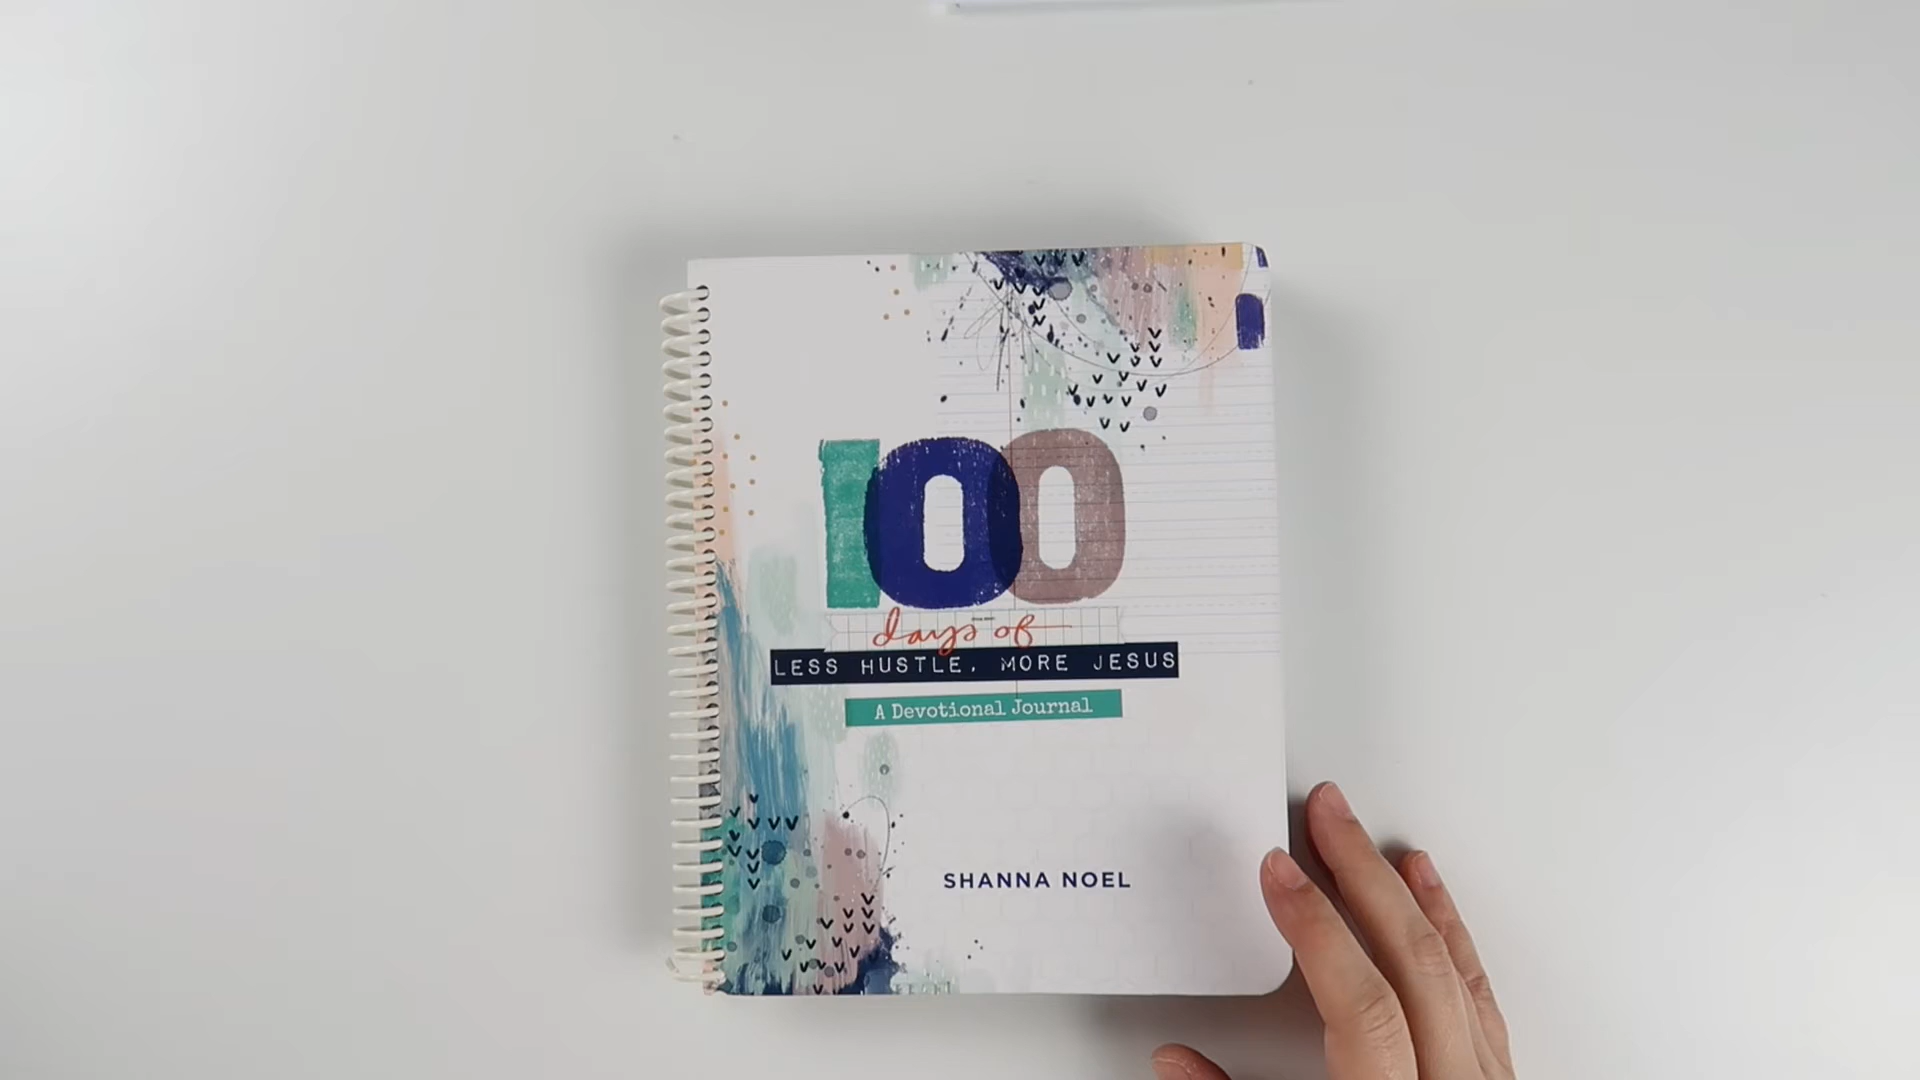 100
days of
LESS HUSTLE, MORE JESUS
A Devotional Journal
SHANNA NOEL